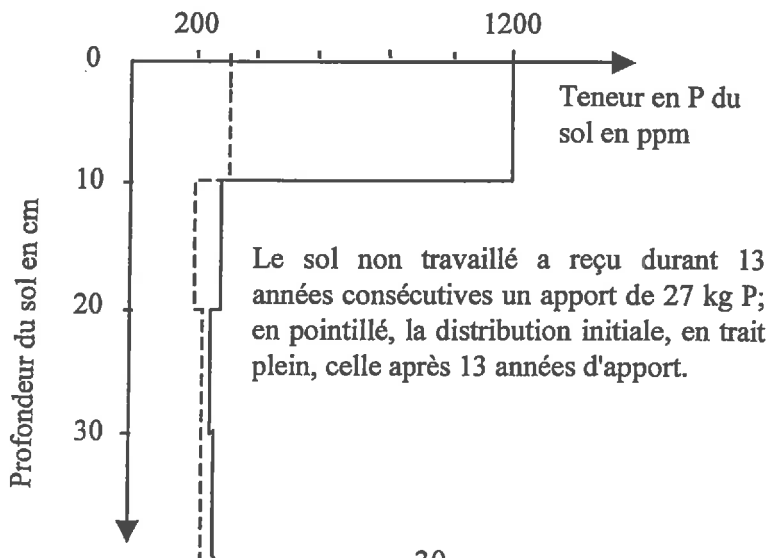 200 1200
0
Teneur en P du
sol en ppm
10
Le sol non travaillé a reçu durant 13
années consécutives un apport de 27 kg P;
en pointillé, la distribution initiale, en trait
plein, celle après 13 années d'apport.
20
30
Profondeur du sol en cm